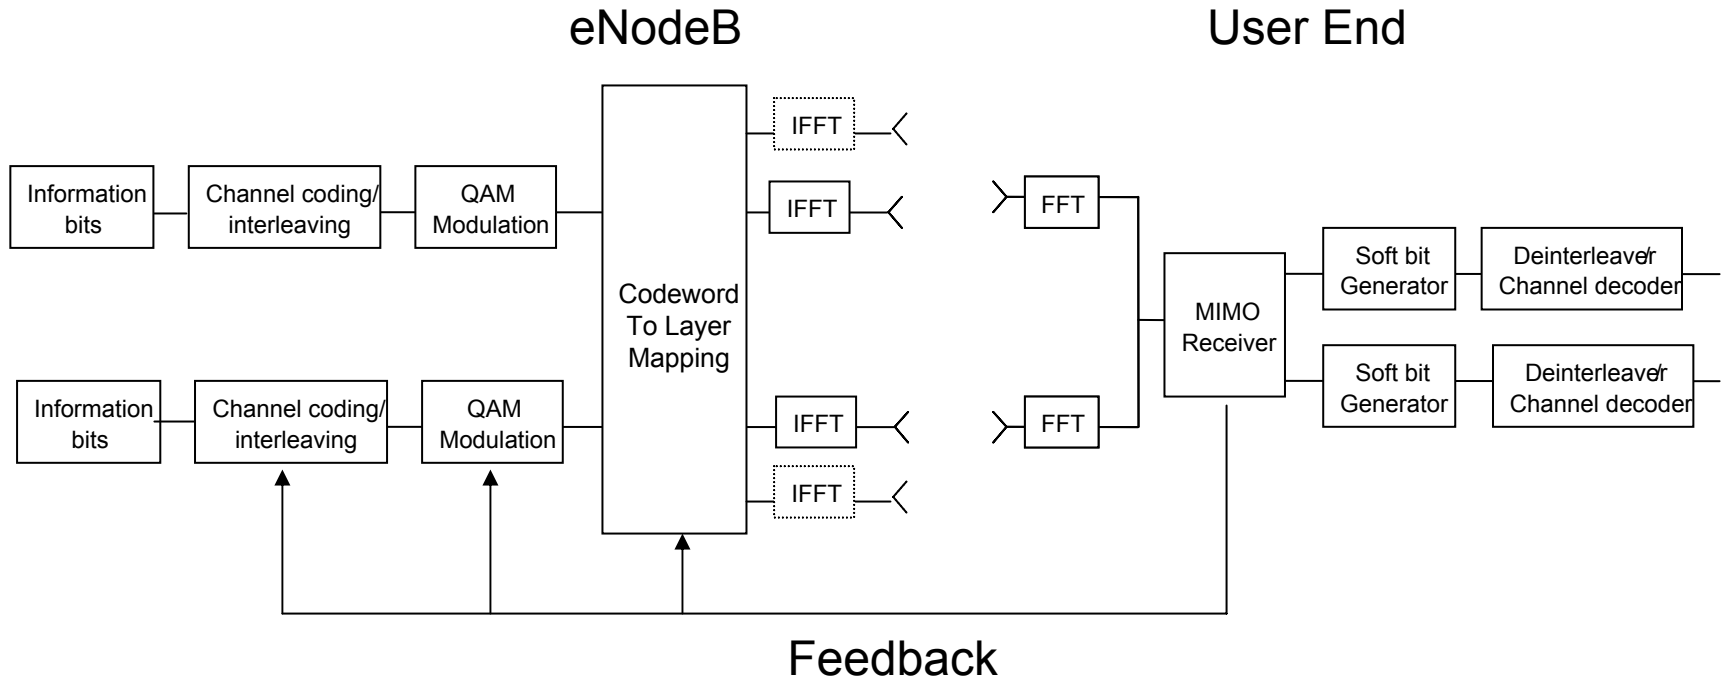 eNodeB
User End
IFFT
Information
bits
Channel coding/
interleaving
QAM
Modulation
IFFT
FFT
Codeword
To Layer
Mapping
MIMO
Receiver
Soft bit
Generator
Deinterleaver/
Channel decoder
Information
bits
Channel coding/
interleaving
QAM
Modulation
IFFT
FFT
Soft bit
Generator
Deinterleaver/
Channel decoder
IFFT
Feedback